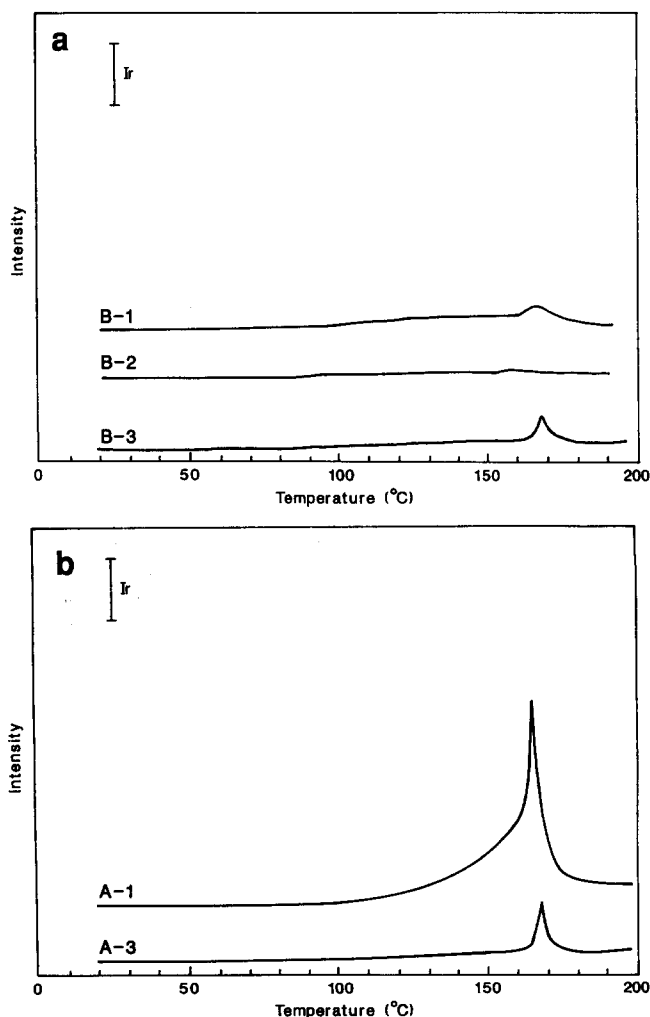 a
Ir
Intensity
B-1
B-2
B-3
0 50 100 150 200
Temperature (°C)
b
Ir
Intensity
A-1
A-3
0 50 100 150 200
Temperature (°C)